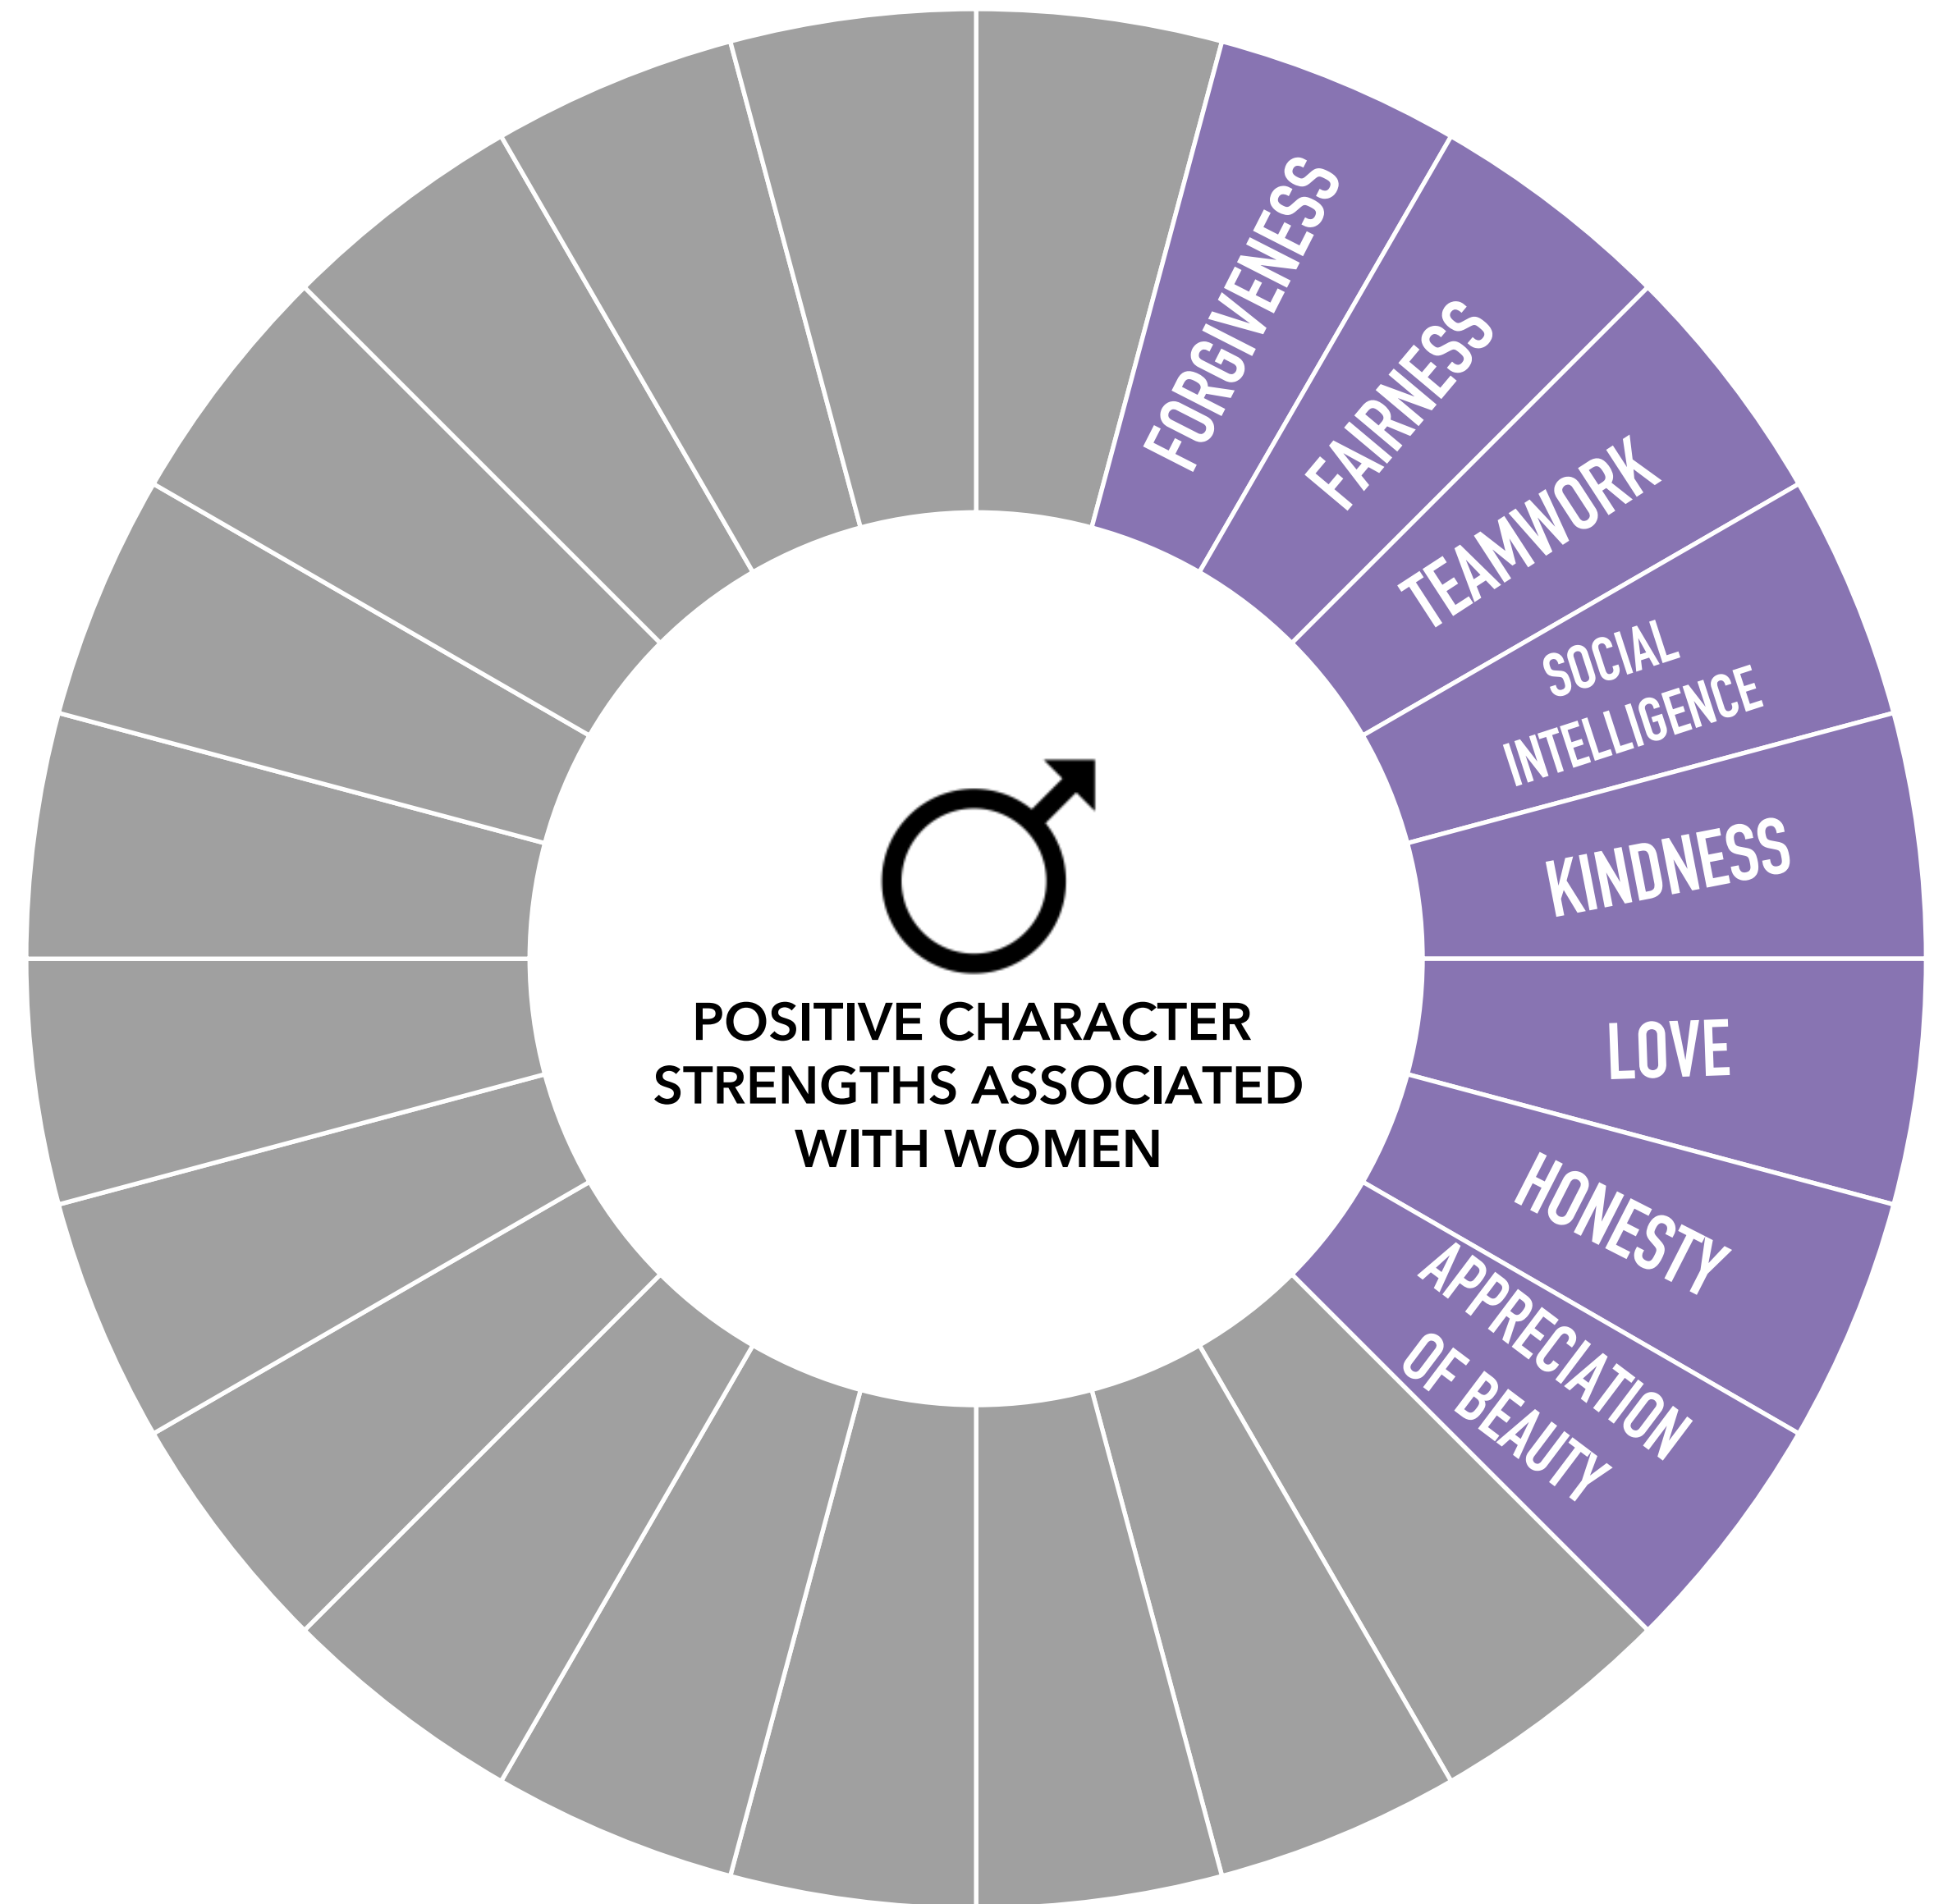 FORGIVENESS
FAIRNESS
TEAMWORK
SOCIAL
INTELLIGENCE
KINDNESS
LOVE
HONESTY
APPRECIATION
OF BEAUTY
POSITIVE CHARACTER
STRENGTHS ASSOCIATED
WITH WOMEN